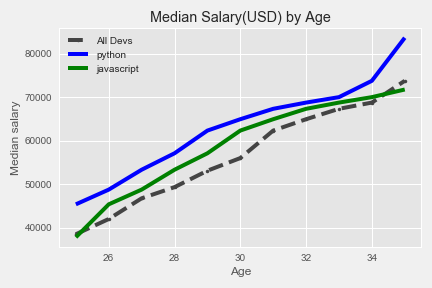 Median Salary(USD) by Age
All Devs
python
javascript
80000
70000
60000
50000
40000
Median salary
26 28 30 32 34
Age